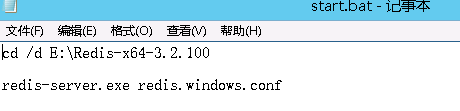 start.bat - 记事本
文件(F) 编辑(E) 格式(O) 查看(V) 帮助(H)
cd /d E:\Redis-x64-3.2.100
redis-server.exe redis.windows.conf